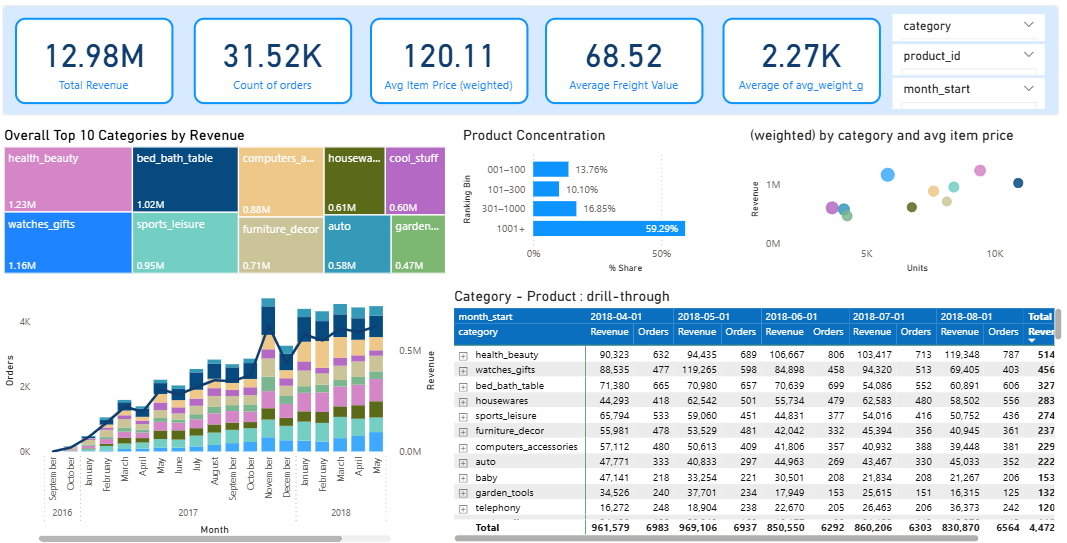 12.98M
Total Revenue
31.52K
Count of orders
120.11
Avg Item Price (weighted)
68.52
Average Freight Value
2.27K
Average of avg_weight_g
category
product_id
month_start
Overall Top 10 Categories by Revenue
health_beauty
1.23M
bed_bath_table
1.02M
computers_a...
0.88M
housewa...
0.61M
cool_stuff
0.60M
watches_gifts
1.16M
sports_leisure
0.95M
furniture_decor
0.71M
auto
0.58M
garden...
0.47M
Product Concentration
Ranking Bin
001–100 13.76%
101–300 10.10%
301–1000 16.85%
1001+ 59.29%
0% 50%
% Share
(weighted) by category and avg item price
Revenue
1M
0M
5K 10K
Units
Orders
4K
2K
0K
Revenue
0.5M
0.0M
September October January February March April May June July August September October November December January February March April May
2016 2017 2018
Month
Category - Product : drill-through
month_start 2018-04-01 2018-05-01 2018-06-01 2018-07-01 2018-08-01 Total
category Revenue Orders Revenue Orders Revenue Orders Revenue Orders Revenue Orders Rever
health_beauty 90,323 632 94,435 689 106,667 806 103,417 713 119,348 787 514
watches_gifts 88,535 477 119,265 598 84,898 458 94,320 513 69,405 403 456
bed_bath_table 71,380 665 70,980 657 70,639 699 54,086 352 60,891 606 327
housewares 44,293 418 62,542 501 55,734 479 62,583 480 58,502 556 283
sports_leisure 65,794 533 59,060 451 44,831 377 54,016 416 50,752 436 274
furniture_decor 55,981 478 53,529 481 42,042 332 45,394 356 40,945 361 237
computers_accessories 57,112 480 50,613 409 41,806 357 40,932 388 39,448 381 229
auto 47,771 333 40,833 297 44,963 269 43,467 330 45,033 352 222
baby 47,141 218 33,254 221 30,501 208 21,834 208 21,267 206 153
garden_tools 34,526 240 37,701 234 17,949 153 25,615 151 16,315 125 132
telephony 16,272 248 18,904 238 22,670 205 26,463 206 36,373 242 120
Total 961,579 6983 969,106 6937 850,550 6292 860,206 6303 830,870 6564 4,472